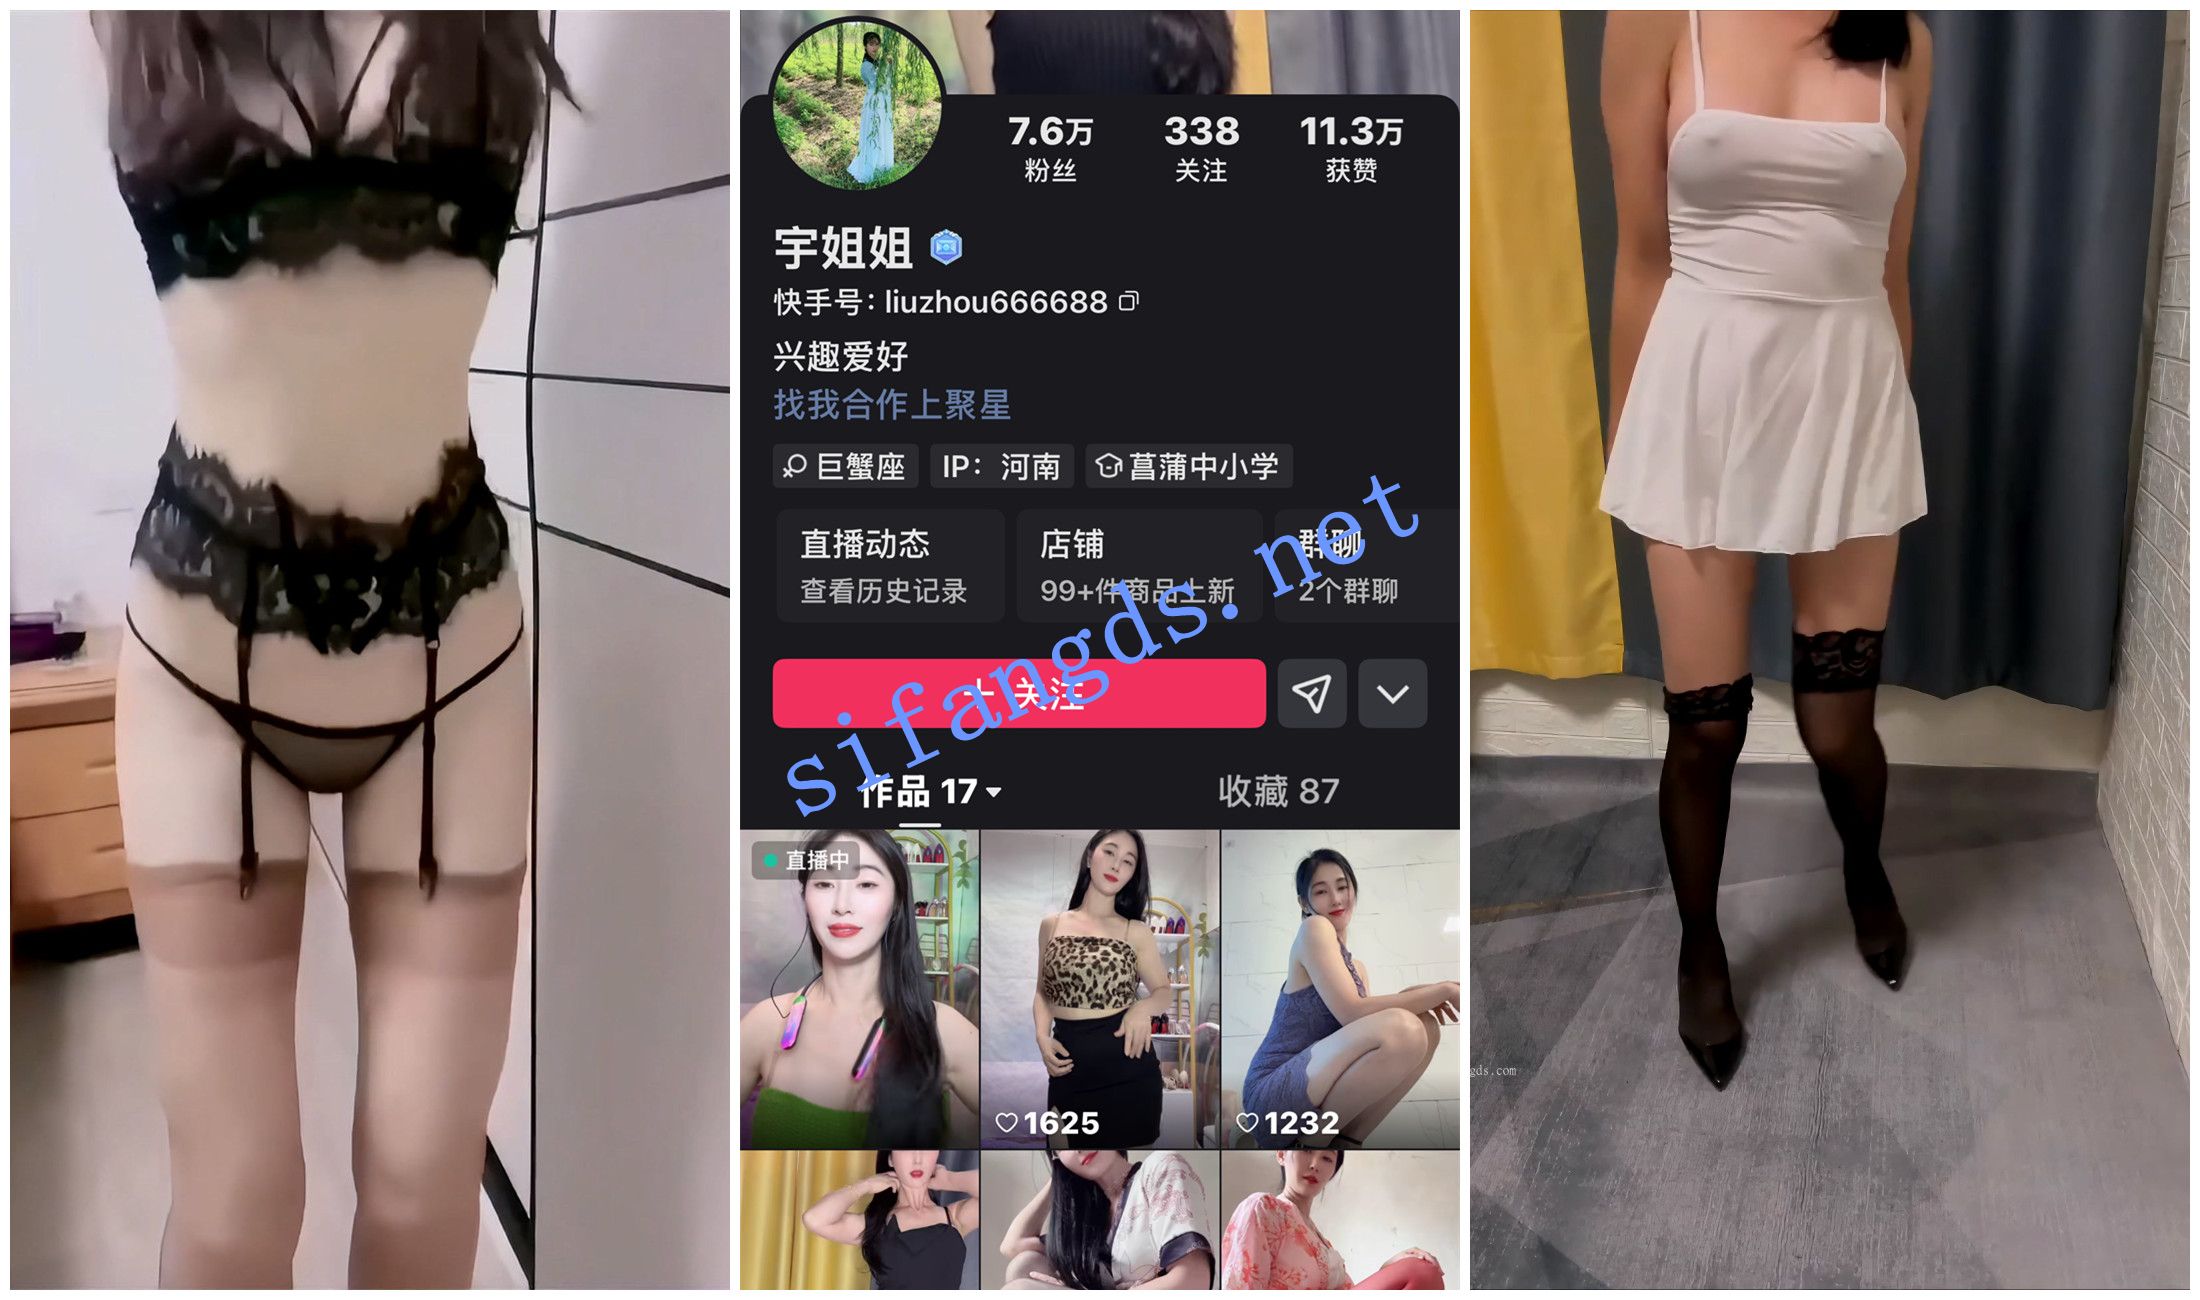 7.6万
338
11.3万
粉丝
关注
获赞
宇姐姐
快手号: liuzhou666688
兴趣爱好
找我合作上聚星
巨蟹座
IP: 河南
菖蒲中小学
直播动态
店铺
群聊
查看历史记录
99+件商品上新
2个群聊
+ 关注
sifangds.net
作品 17
收藏 87
直播中
1625
1232
gds.com